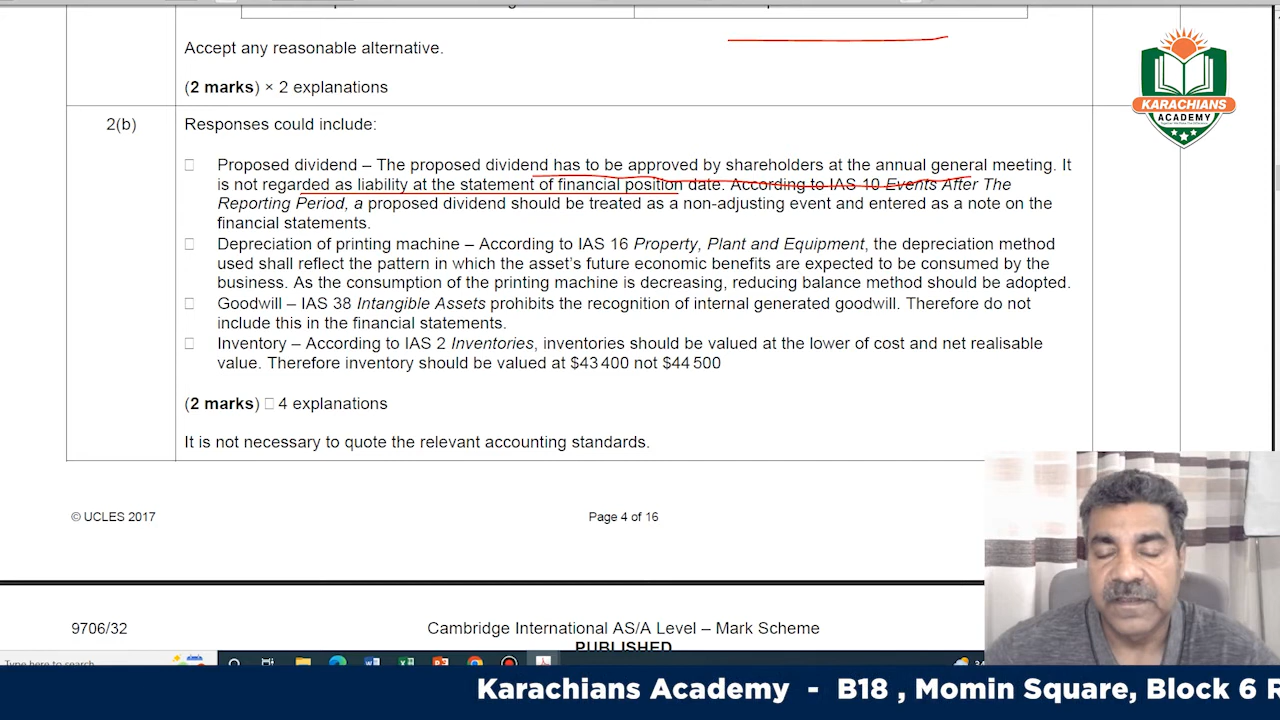 Accept any reasonable alternative.
(2 marks) × 2 explanations
2(b)
Responses could include:
Proposed dividend – The proposed dividend has to be approved by shareholders at the annual general meeting. It
is not regarded as liability at the statement of financial position date. According to IAS 10 Events After The
Reporting Period, a proposed dividend should be treated as a non-adjusting event and entered as a note on the
financial statements.
Depreciation of printing machine – According to IAS 16 Property, Plant and Equipment, the depreciation method
used shall reflect the pattern in which the asset's future economic benefits are expected to be consumed by the
business. As the consumption of the printing machine is decreasing, reducing balance method should be adopted.
Goodwill – IAS 38 Intangible Assets prohibits the recognition of internal generated goodwill. Therefore do not
include this in the financial statements.
Inventory – According to IAS 2 Inventories, inventories should be valued at the lower of cost and net realisable
value. Therefore inventory should be valued at $43 400 not $44 500
(2 marks) □ 4 explanations
It is not necessary to quote the relevant accounting standards.
© UCLES 2017
Page 4 of 16
9706/32
Cambridge International AS/A Level – Mark Scheme
PUBLISHED
Type here to search
KARACHIANS
ACADEMY
Karachians Academy - B18 , Momin Square, Block 6 R